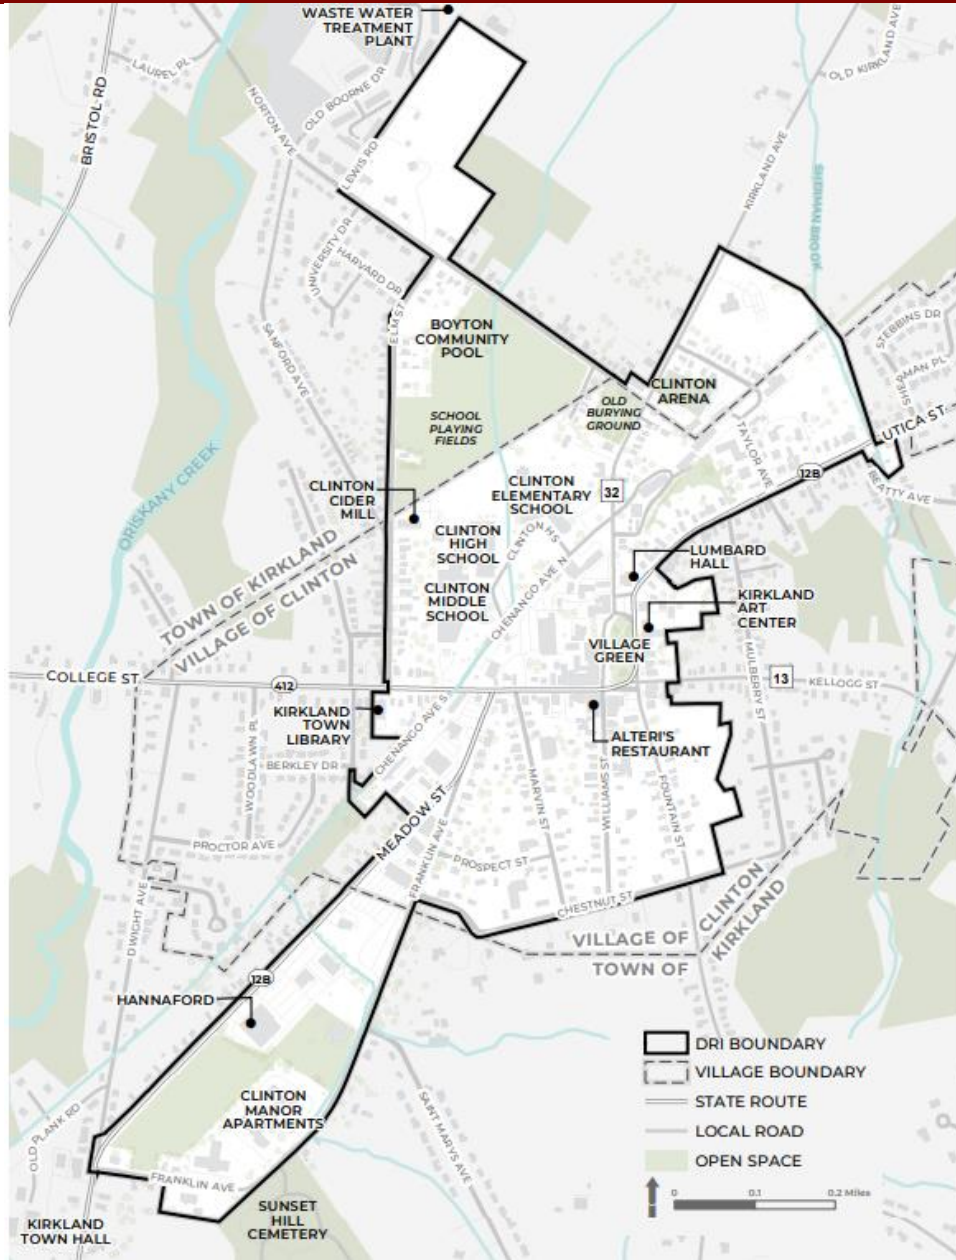 WASTE WATER
TREATMENT
PLANT
LAUREL PL
BRISTOL RD
NORTON AVE
OLD BOORNE DR
LEWIS RD
OLD KIRKLAND AVE
KIRKLAND AVE
SHERMAN BROOK
UNIVERSITY DR
HARVARD DR
ELM ST
SANFORD AVE
BOYTON
COMMUNITY
POOL
STEBBINS DR
SCHOOL
PLAYING
FIELDS
OLD
BURYING
GROUND
CLINTON
ARENA
TAYLOR AVE
UTICA ST
12B
BEATTY AVE
ORISKANY CREEK
CLINTON
CIDER
MILL
CLINTON
ELEMENTARY
SCHOOL
32
CLINTON
HIGH
SCHOOL
CLINTON HS
CHENANGO AVE N
CLINTON
MIDDLE
SCHOOL
LUMBARD
HALL
KIRKLAND
ART
CENTER
TOWN OF KIRKLAND
VILLAGE OF CLINTON
VILLAGE
GREEN
MULBERRY ST
13
KELLOGG ST
COLLEGE ST.
412
KIRKLAND
TOWN
LIBRARY
CHENANGO AVE S
ALTERI'S
RESTAURANT
WOODLAWN PL
BERKLEY DR
MEADOW ST.
MARVIN ST
WILLIAMS ST
FOUNTAIN ST
PROCTOR AVE
FRANKLIN AVE
PROSPECT ST
CHESTNUT ST
DWIGHT AVE
VILLAGE OF CLINTON
TOWN OF KIRKLAND
12B
HANNAFORD
CLINTON
MANOR
APARTMENTS
OLD PLANK RD
FRANKLIN AVE
SAINT MARYS AVE
SUNSET
HILL
CEMETERY
KIRKLAND
TOWN HALL
DRI BOUNDARY
VILLAGE BOUNDARY
STATE ROUTE
LOCAL ROAD
OPEN SPACE
0 0.1 0.2 Miles